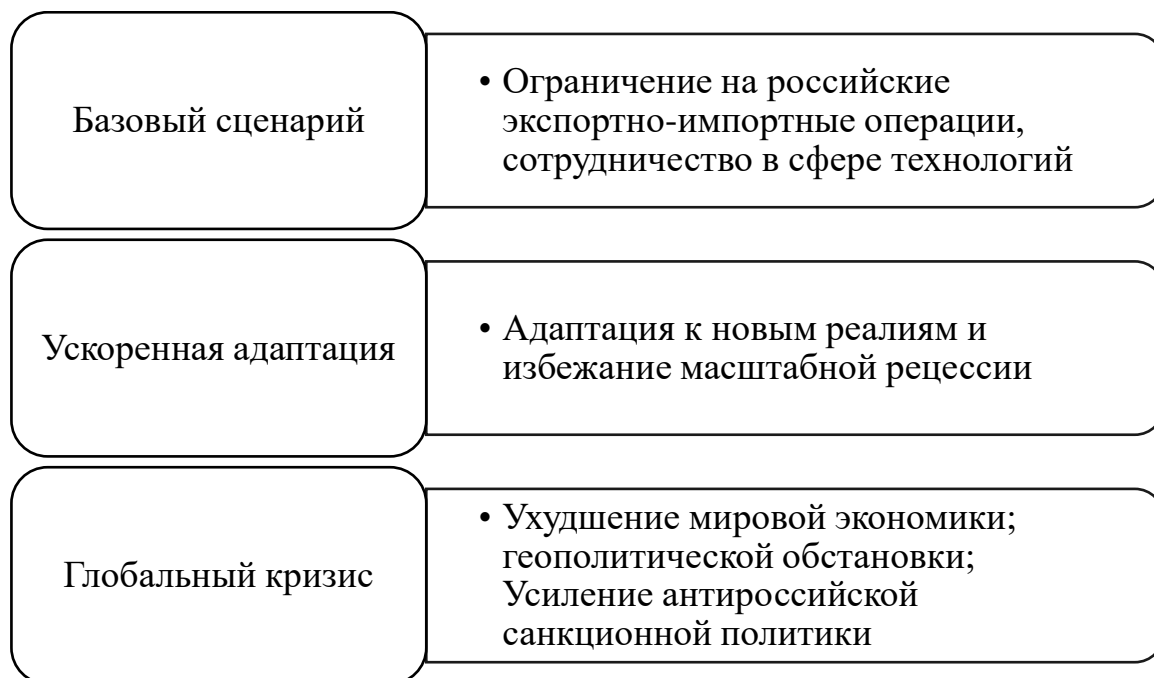 Базовый сценарий
• Ограничение на российские
экспортно-импортные операции,
сотрудничество в сфере технологий
Ускоренная адаптация
• Адаптация к новым реалиям и
избежание масштабной рецессии
Глобальный кризис
• Ухудшение мировой экономики;
геополитической обстановки;
Усиление антироссийской
санкционной политики